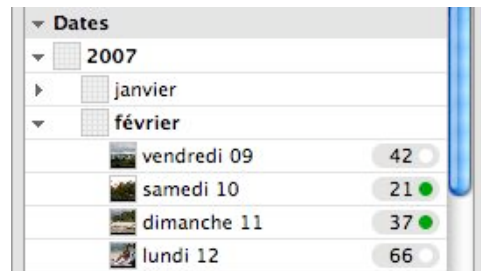 Dates
2007
janvier
février
vendredi 09 42
samedi 10 21
dimanche 11 37
lundi 12 66